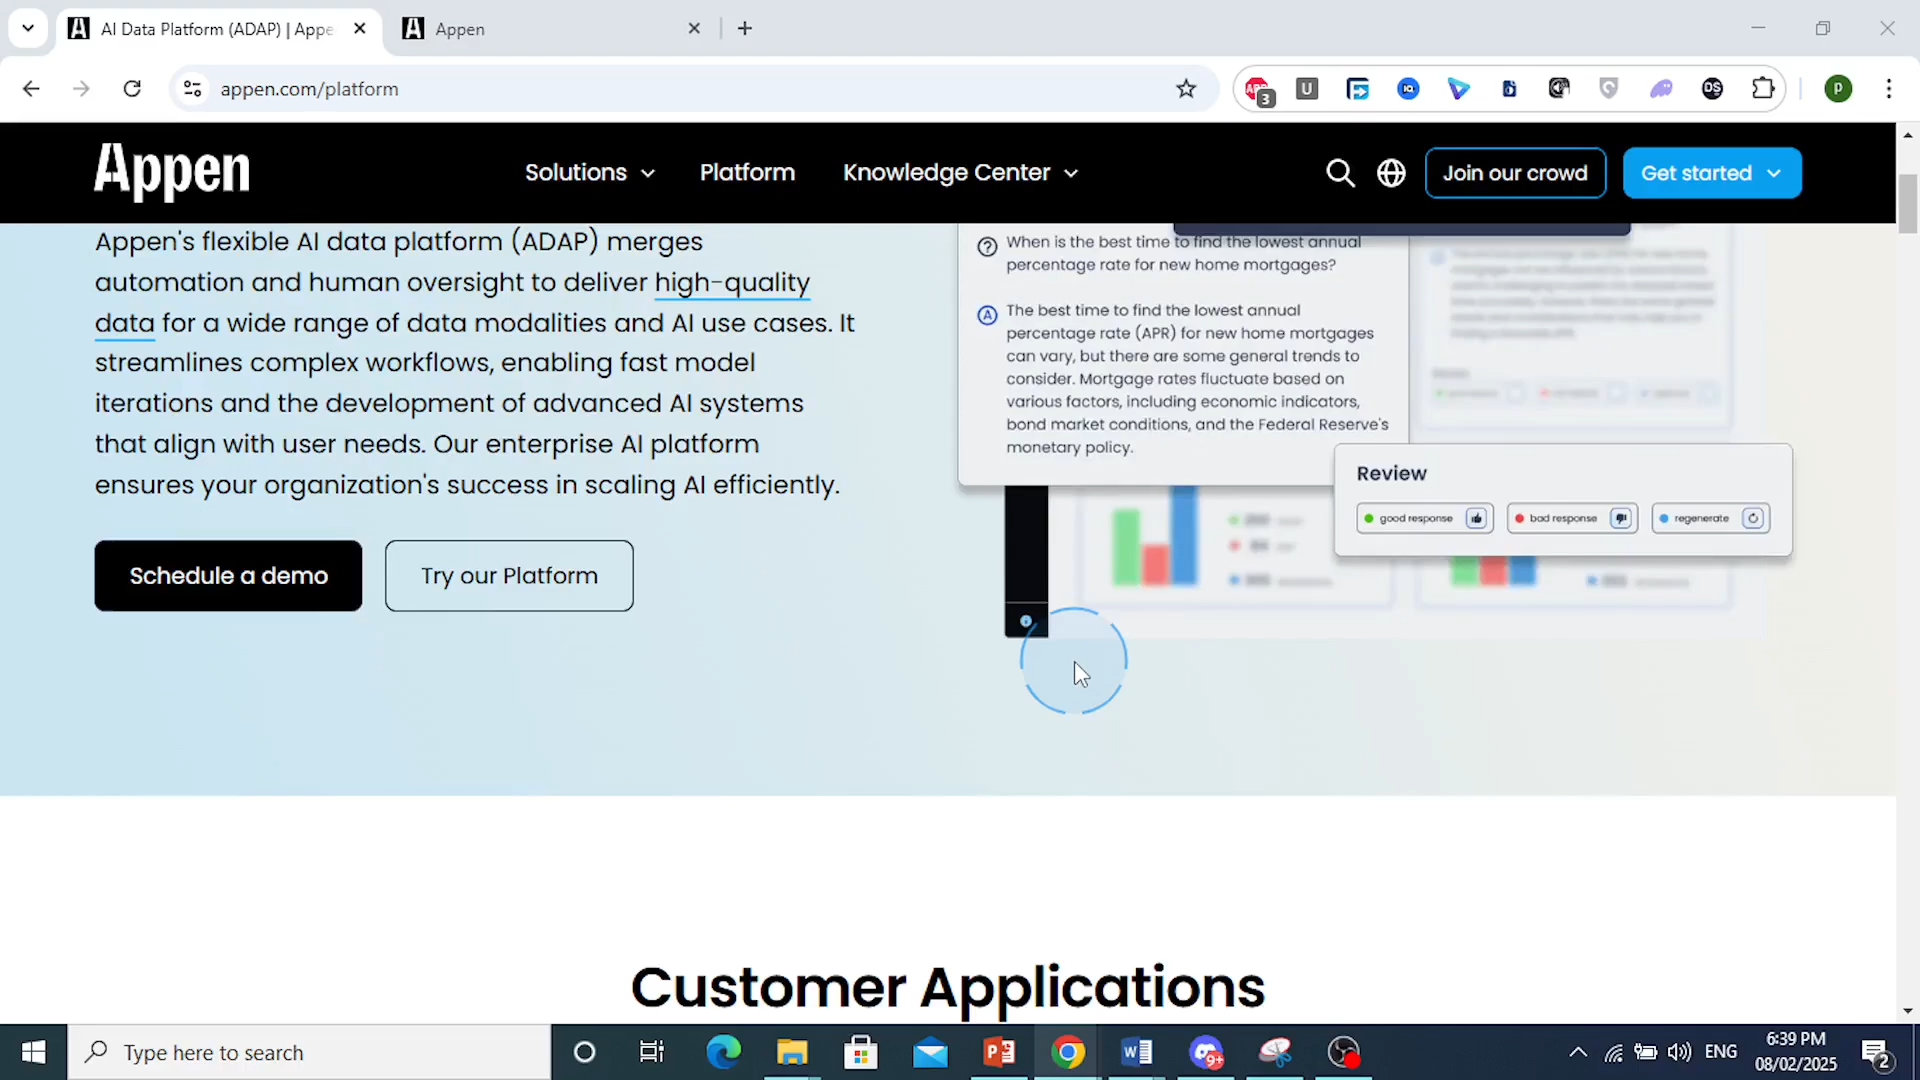 AI Data Platform (ADAP) | Appe
Appen
appen.com/platform
3
U
IQ
DS
P
Appen
Solutions
Platform
Knowledge Center
Join our crowd
Get started
Appen's flexible AI data platform (ADAP) merges
automation and human oversight to deliver high-quality
data for a wide range of data modalities and AI use cases. It
streamlines complex workflows, enabling fast model
iterations and the development of advanced AI systems
that align with user needs. Our enterprise AI platform
ensures your organization's success in scaling AI efficiently.
Schedule a demo
Try our Platform
When is the best time to find the lowest annual
percentage rate for new home mortgages?
A
The best time to find the lowest annual
percentage rate (APR) for new home mortgages
can vary, but there are some general trends to
consider. Mortgage rates fluctuate based on
various factors, including economic indicators,
bond market conditions, and the Federal Reserve's
monetary policy.
Review
good response
bad response
regenerate
Customer Applications
Type here to search
9+
ENG
6:39 PM
08/02/2025
2